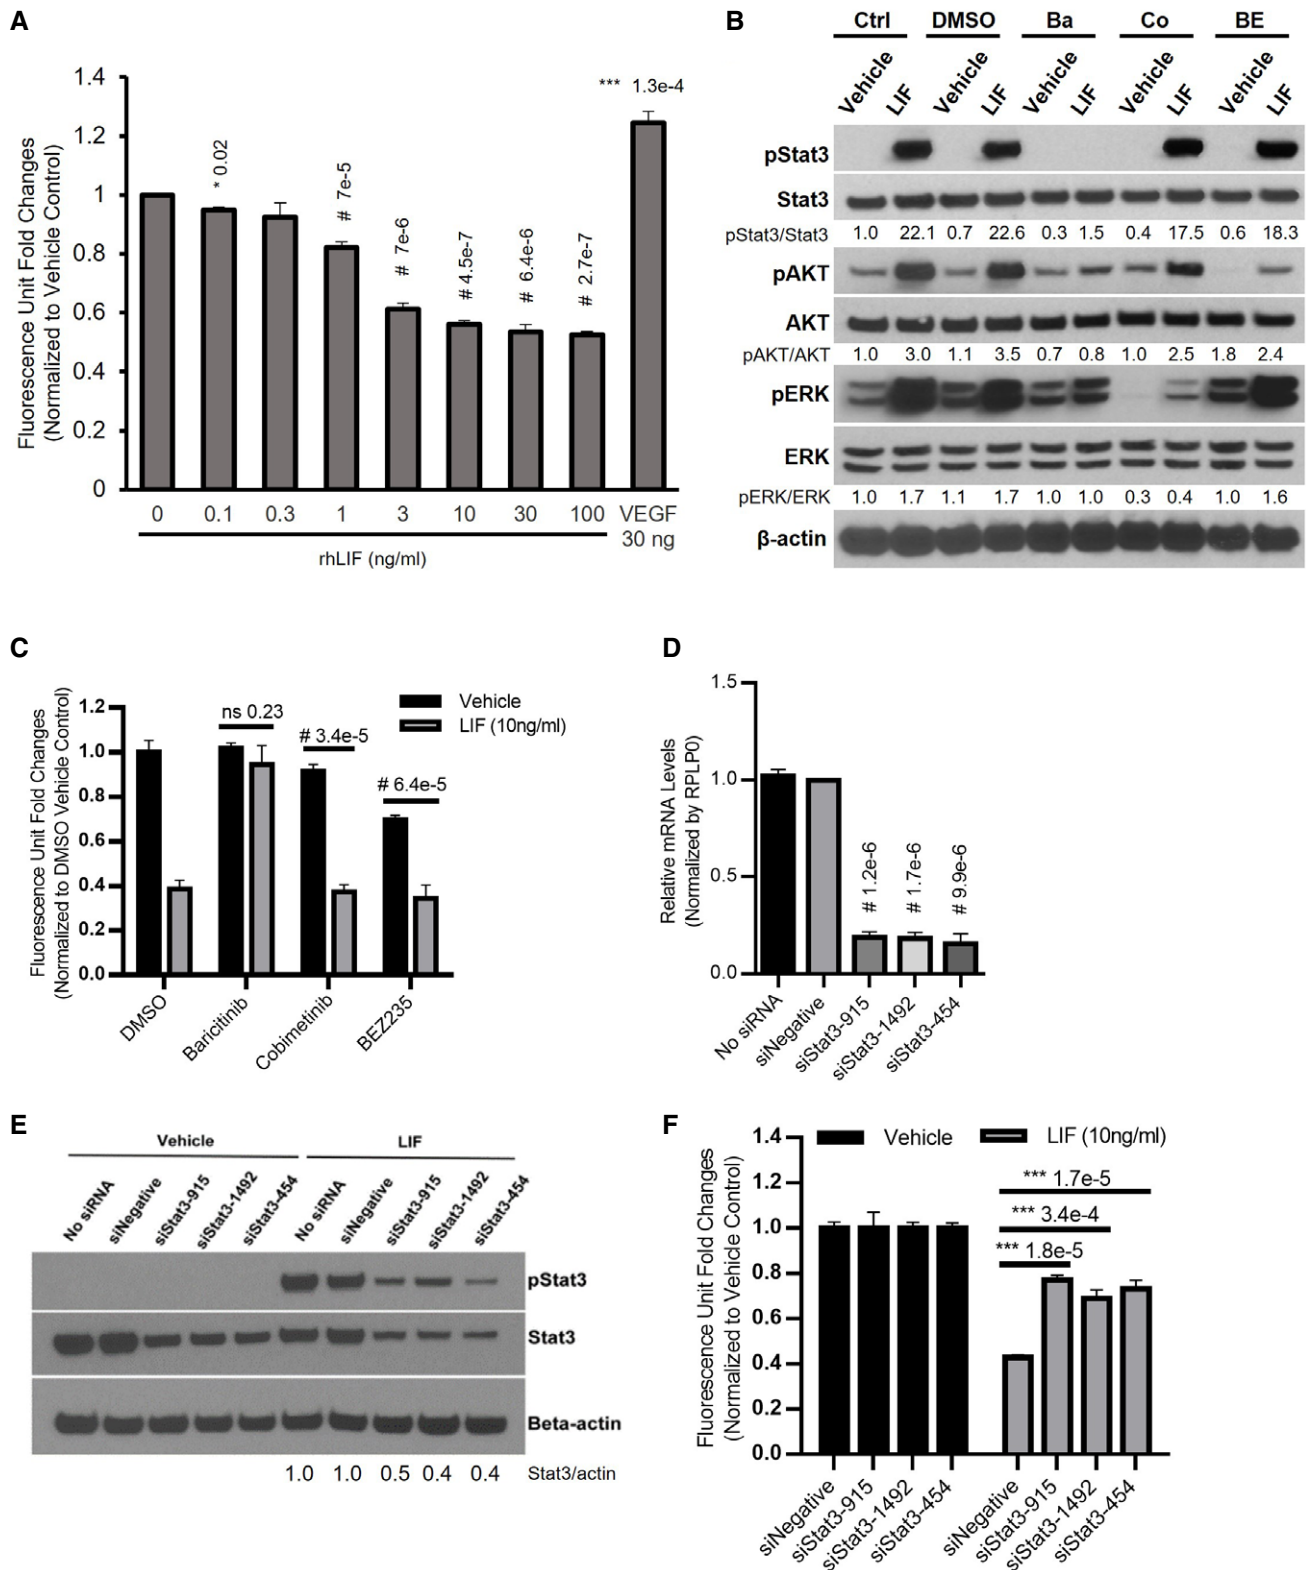 A
Fluorescence Unit Fold Changes
(Normalized to Vehicle Control)
1.4
1.2
1
0.8
0.6
0.4
0.2
0
* 0.02
# 7e-5
# 7e-6
# 4.5e-7
# 6.4e-6
# 2.7e-7
*** 1.3e-4
0 0.1 0.3 1 3 10 30 100 VEGF
30 ng
rhLIF (ng/ml)
B
Ctrl DMSO Ba Co BE
Vehicle LIF Vehicle LIF Vehicle LIF Vehicle LIF Vehicle LIF
pStat3
Stat3
pStat3/Stat3 1.0 22.1 0.7 22.6 0.3 1.5 0.4 17.5 0.6 18.3
pAKT
AKT
pAKT/AKT 1.0 3.0 1.1 3.5 0.7 0.8 1.0 2.5 1.8 2.4
pERK
ERK
pERK/ERK 1.0 1.7 1.1 1.7 1.0 1.0 0.3 0.4 1.0 1.6
β-actin
C
Fluorescence Unit Fold Changes
(Normalized to DMSO Vehicle Control)
1.2
1.0
0.8
0.6
0.4
0.2
0.0
Vehicle
LIF (10ng/ml)
ns 0.23
# 3.4e-5
# 6.4e-5
DMSO
Baricitinib
Cobimetinib
BEZ235
D
Relative mRNA Levels
(Normalized by RPLP0)
1.5
1.0
0.5
0.0
# 1.2e-6
# 1.7e-6
# 9.9e-6
No siRNA
siNegative
siStat3-915
siStat3-1492
siStat3-454
E
Vehicle LIF
No siRNA siNegative siStat3-915 siStat3-1492 siStat3-454 No siRNA siNegative siStat3-915 siStat3-1492 siStat3-454
pStat3
Stat3
Beta-actin
1.0 1.0 0.5 0.4 0.4 Stat3/actin
F
Fluorescence Unit Fold Changes
(Normalized to Vehicle Control)
1.4
1.2
1.0
0.8
0.6
0.4
0.2
0.0
Vehicle LIF (10ng/ml)
*** 1.7e-5
*** 3.4e-4
*** 1.8e-5
siNegative
siStat3-915
siStat3-1492
siStat3-454
siNegative
siStat3-915
siStat3-1492
siStat3-454